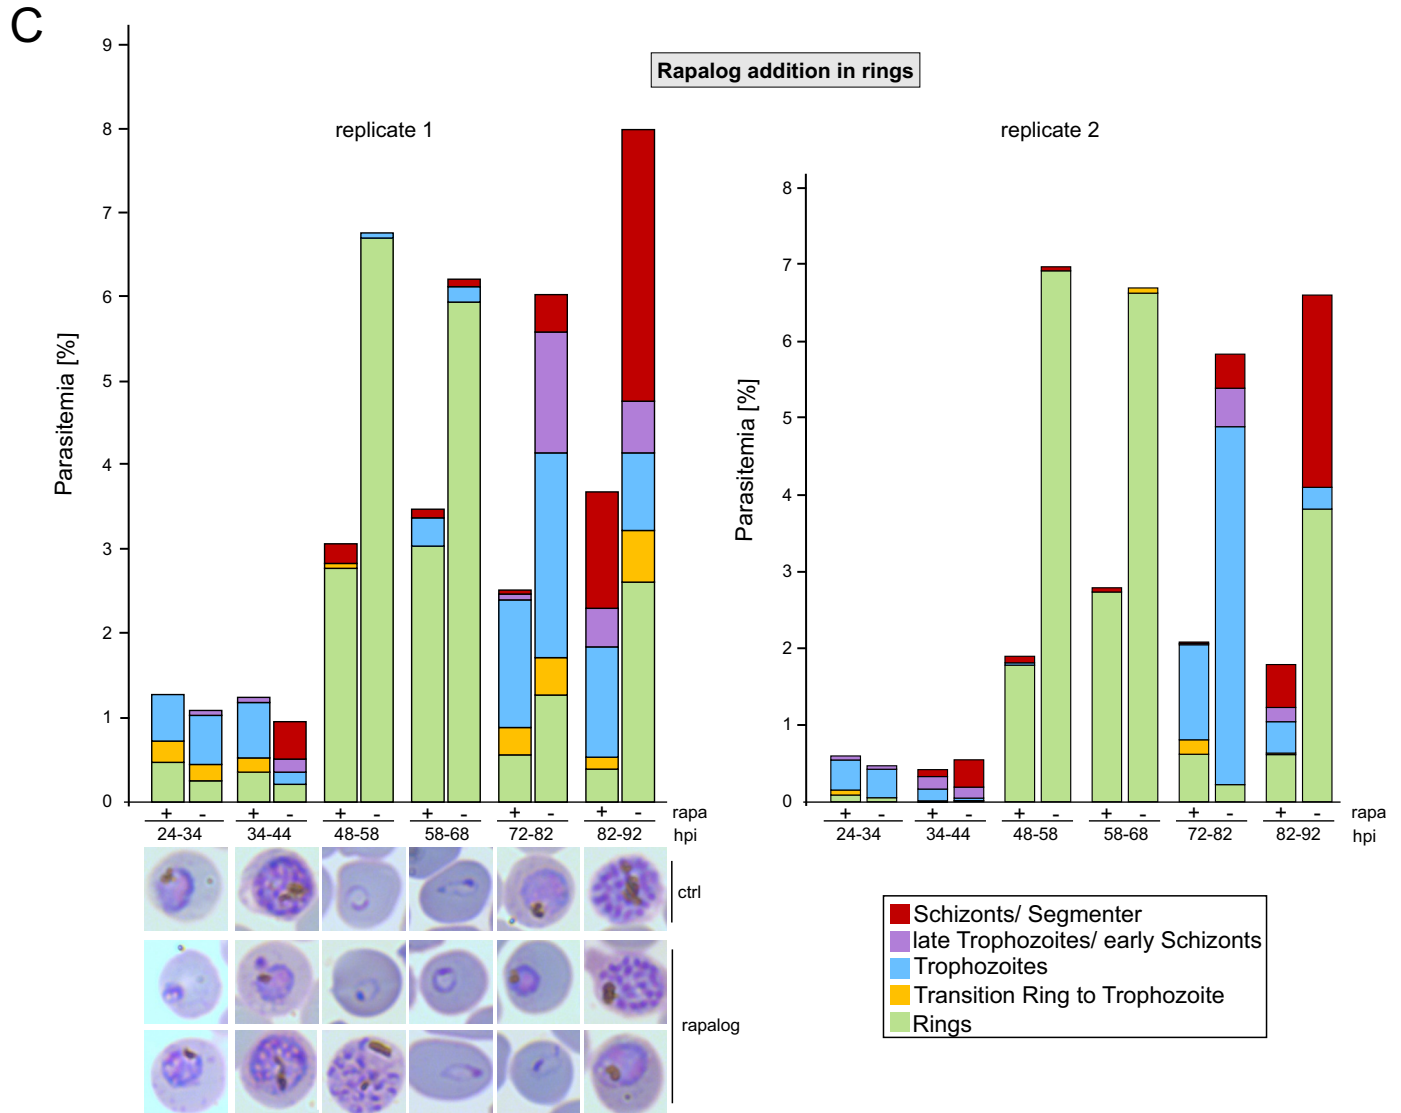 C
Rapalog addition in rings
replicate 1
replicate 2
Parasitemia [%]
9
8
7
6
5
4
3
2
1
0
+ - + - + - + - + - + - rapa
24-34 34-44 48-58 58-68 72-82 82-92 hpi
ctrl
rapalog
Parasitemia [%]
8
7
6
5
4
3
2
1
0
+ - + - + - + - + - + - rapa
24-34 34-44 48-58 58-68 72-82 82-92 hpi
Schizonts/ Segmenter
late Trophozoites/ early Schizonts
Trophozoites
Transition Ring to Trophozoite
Rings